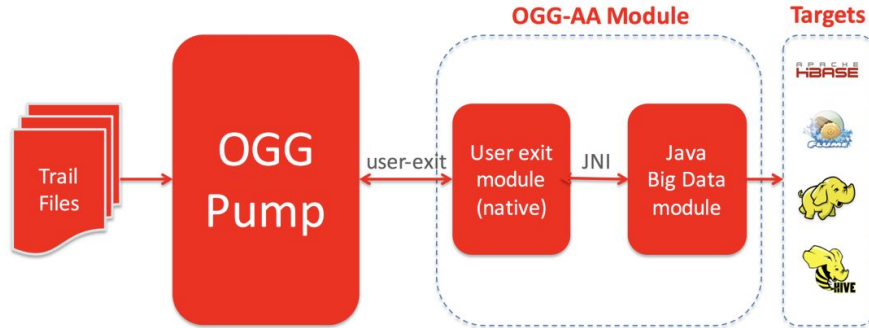 OGG-AA Module
Targets
Trail
Files
OGG
Pump
user-exit
User exit
module
(native)
JNI
Java
Big Data
module
APACHE
HBASE
flume
HIVE